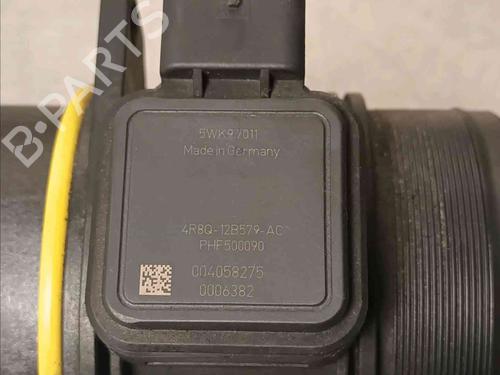 B-PARTS
5WK97011
Made in Germany
4R8Q-12B579-AC
PHF500090
004058275
0006382